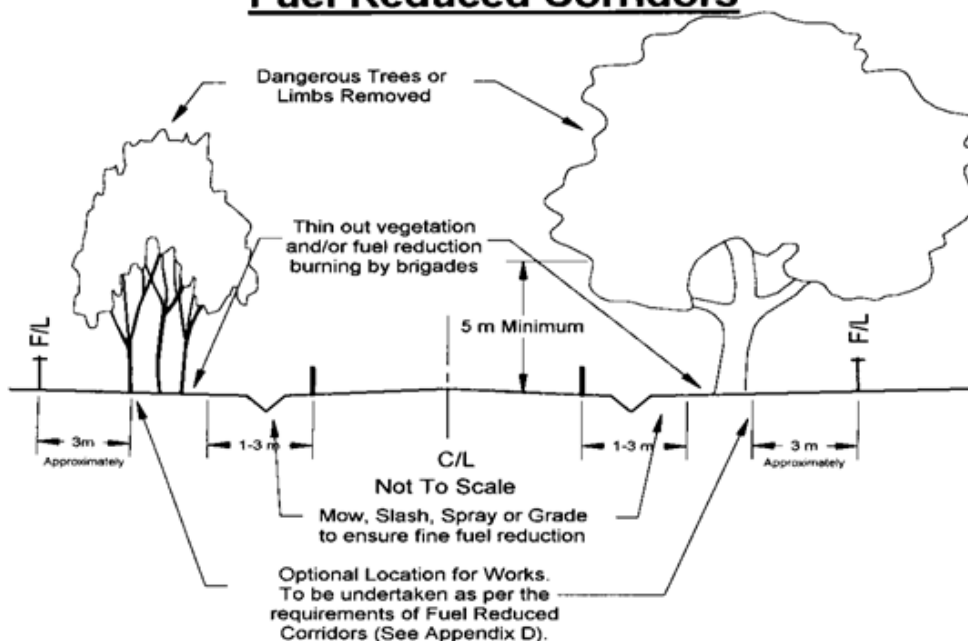 Fuel Reduced Corridors
Dangerous Trees or
Limbs Removed
Thin out vegetation
and/or fuel reduction
burning by brigades
5 m Minimum
F/L
F/L
3m
Approximately
1-3 m
1-3 m
3 m
Approximately
C/L
Not To Scale
Mow, Slash, Spray or Grade
to ensure fine fuel reduction
Optional Location for Works.
To be undertaken as per the
requirements of Fuel Reduced
Corridors (See Appendix D).